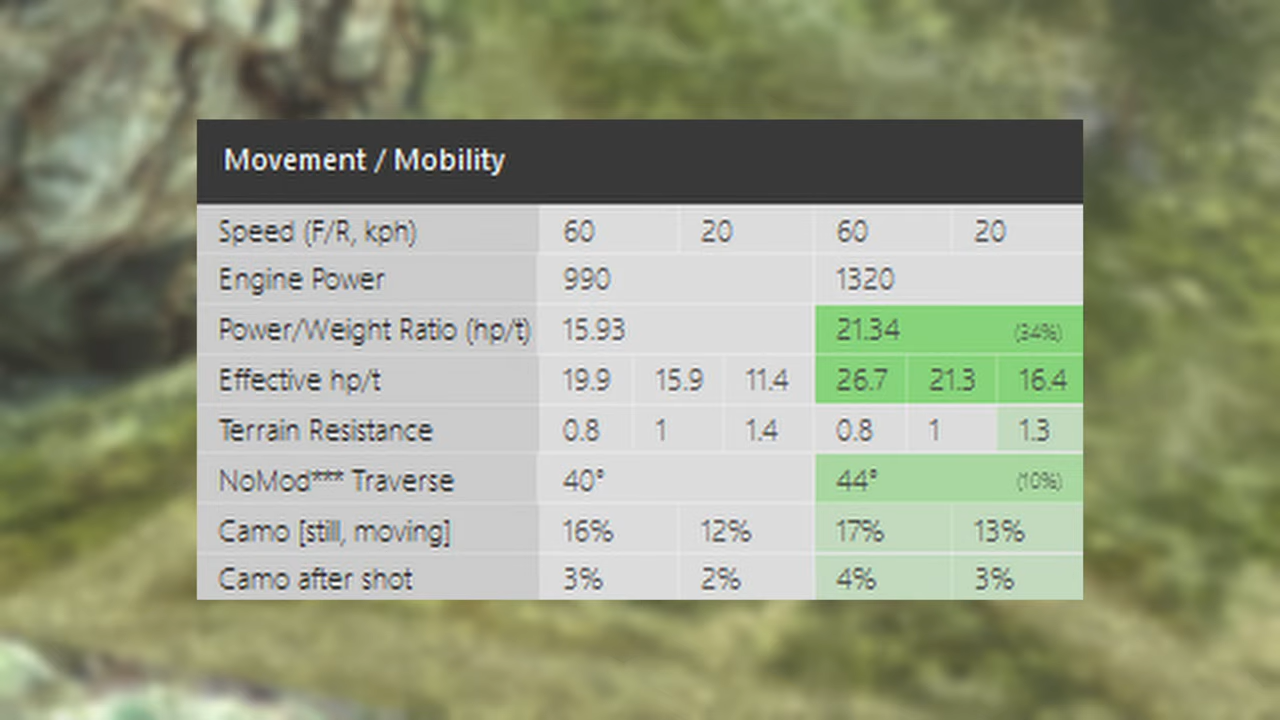 Movement / Mobility
Speed (F/R, kph) 60 20 60 20
Engine Power 990 1320
Power/Weight Ratio (hp/t) 15.93 21.34 (34%)
Effective hp/t 19.9 15.9 11.4 26.7 21.3 16.4
Terrain Resistance 0.8 1 1.4 0.8 1 1.3
NoMod*** Traverse 40° 44° (10%)
Camo [still, moving] 16% 12% 17% 13%
Camo after shot 3% 2% 4% 3%